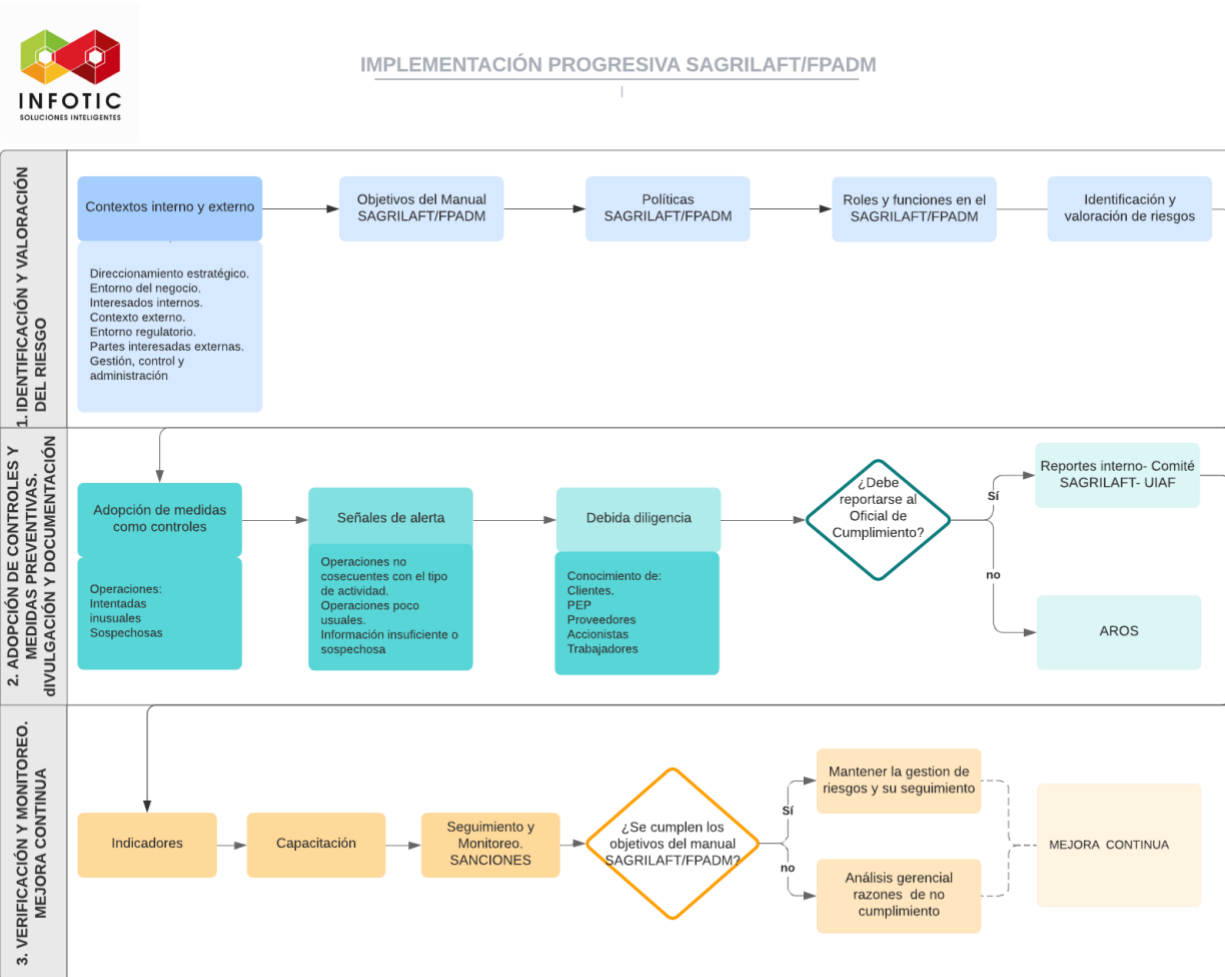 INFOTIC
SOLUCIONES INTELIGENTES
IMPLEMENTACIÓN PROGRESIVA SAGRILAFT/FPADM
1. IDENTIFICACIÓN Y VALORACIÓN
DEL RIESGO
Contextos interno y externo
Direccionamiento estratégico.
Entorno del negocio.
Interesados internos.
Contexto externo.
Entorno regulatorio.
Partes interesadas externas.
Gestión, control y
administración
Objetivos del Manual
SAGRILAFT/FPADM
Políticas
SAGRILAFT/FPADM
Roles y funciones en el
SAGRILAFT/FPADM
Identificación y
valoración de riesgos
2. ADOPCIÓN DE CONTROLES Y
MEDIDAS PREVENTIVAS.
dIVULGACIÓN Y DOCUMENTACIÓN
Adopción de medidas
como controles
Operaciones:
Intentadas
inusuales
Sospechosas
Señales de alerta
Operaciones no
cosecuentes con el tipo
de actividad.
Operaciones poco
usuales.
Información insuficiente o
sospechosa
Debida diligencia
Conocimiento de:
Clientes.
PEP
Proveedores
Accionistas
Trabajadores
¿Debe
reportarse al
Oficial de
Cumplimiento?
Sí
Reportes interno- Comité
SAGRILAFT- UIAF
no
AROS
3. VERIFICACIÓN Y MONITOREO.
MEJORA CONTINUA
Indicadores
Capacitación
Seguimiento y
Monitoreo.
SANCIONES
¿Se cumplen los
objetivos del manual
SAGRILAFT/FPADM?
Sí
Mantener la gestion de
riesgos y su seguimiento
no
Análisis gerencial
razones de no
cumplimiento
MEJORA CONTINUA